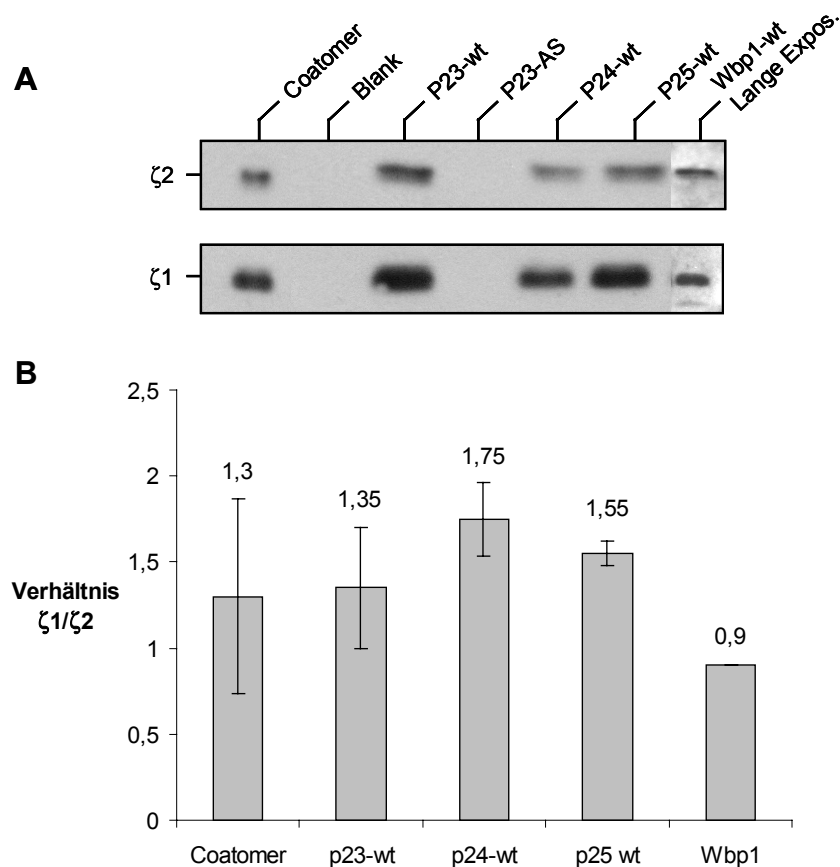 A
Coatomer
Blank
P23-wt
P23-AS
P24-wt
P25-wt
Wbp1-wt
Lange Expos.
ζ2
ζ1
B
2,5
2
1,5
1
0,5
0
Verhältnis
ζ1/ζ2
1,3
1,35
1,75
1,55
0,9
Coatomer
p23-wt
p24-wt
p25 wt
Wbp1